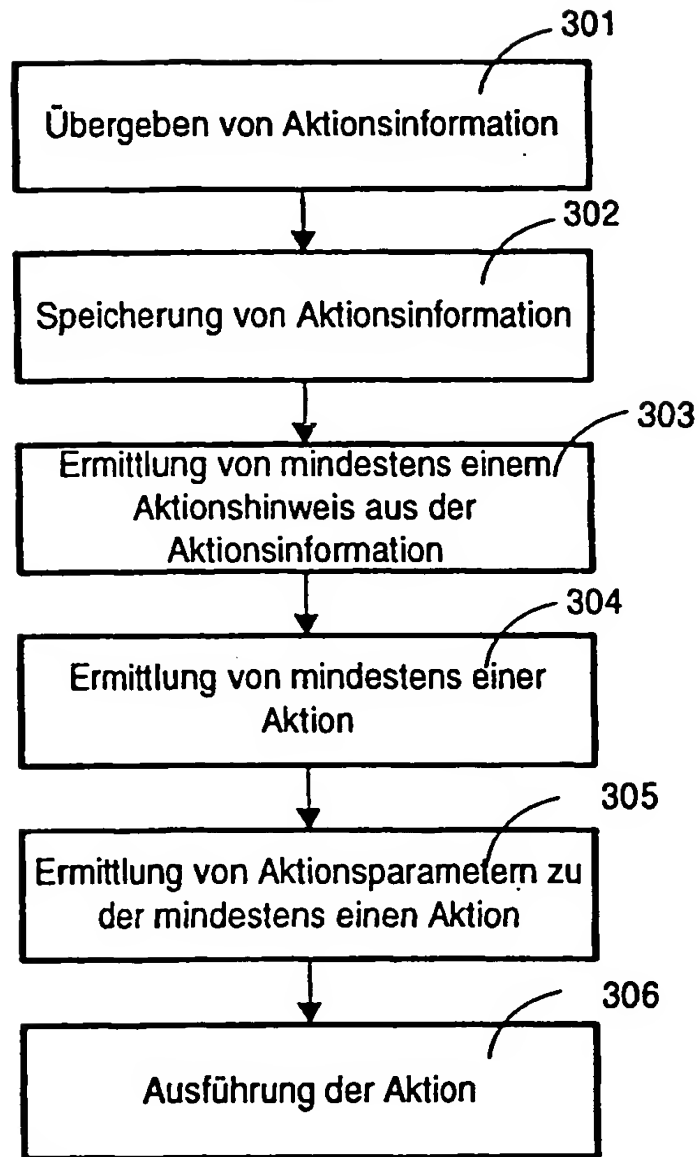 301
Übergeben von Aktionsinformation
302
Speicherung von Aktionsinformation
303
Ermittlung von mindestens einem
Aktionshinweis aus der
Aktionsinformation
304
Ermittlung von mindestens einer
Aktion
305
Ermittlung von Aktionsparametern zu
der mindestens einen Aktion
306
Ausführung der Aktion